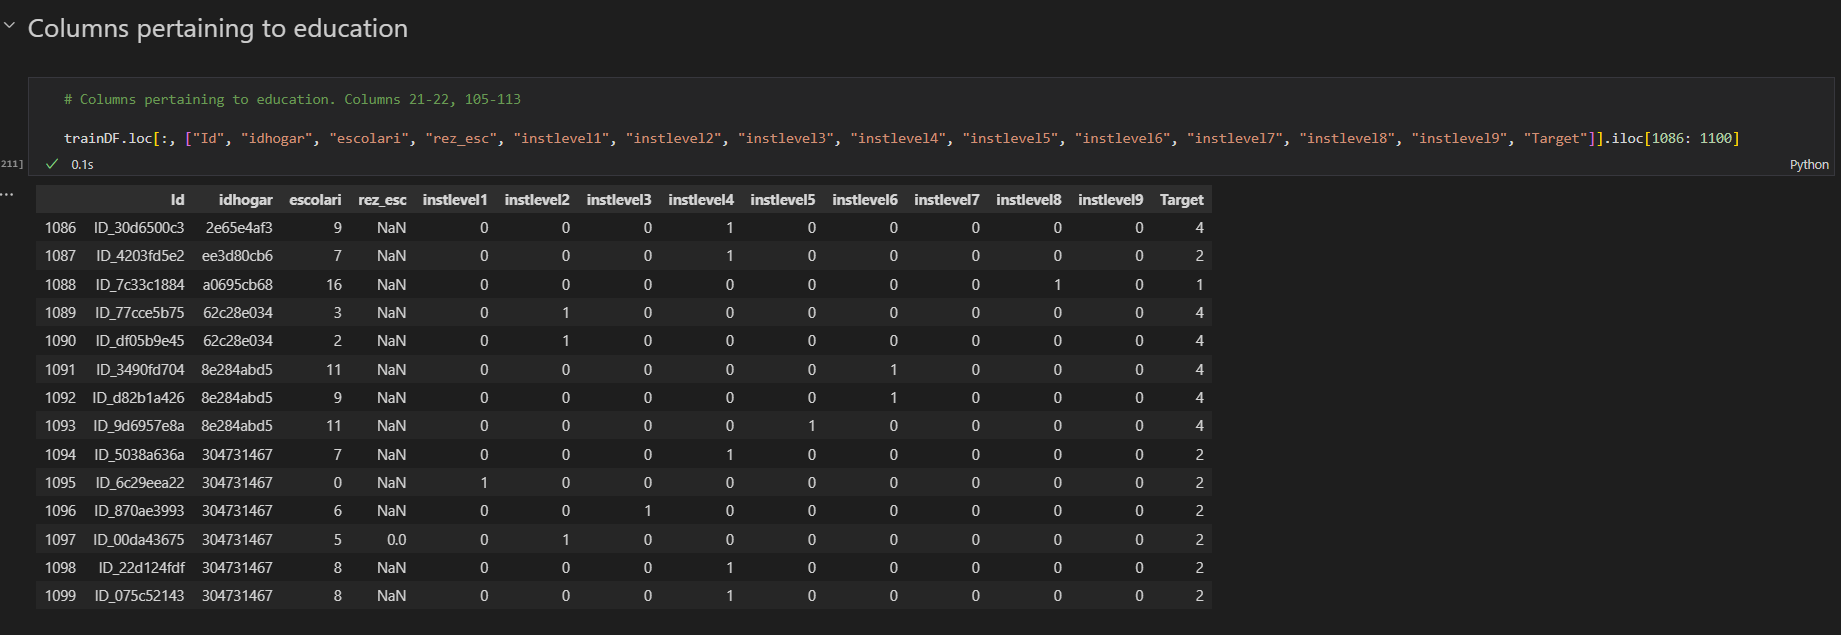 Columns pertaining to education
# Columns pertaining to education. Columns 21-22, 105-113
trainDF.loc[:, ["Id", "idhogar", "escolari", "rez_esc", "instlevel1", "instlevel2", "instlevel3", "instlevel4", "instlevel5", "instlevel6", "instlevel7", "instlevel8", "instlevel9", "Target"]].iloc[1086: 1100]
211] 0.1s Python
... Id idhogar escolari rez_esc instlevel1 instlevel2 instlevel3 instlevel4 instlevel5 instlevel6 instlevel7 instlevel8 instlevel9 Target
1086 ID_30d6500c3 2e65e4af3 9 NaN 0 0 0 1 0 0 0 0 0 4
1087 ID_4203fd5e2 ee3d80cb6 7 NaN 0 0 0 1 0 0 0 0 0 2
1088 ID_7c33c1884 a0695cb68 16 NaN 0 0 0 0 0 0 0 1 0 1
1089 ID_77cce5b75 62c28e034 3 NaN 0 1 0 0 0 0 0 0 0 4
1090 ID_df05b9e45 62c28e034 2 NaN 0 1 0 0 0 0 0 0 0 4
1091 ID_3490fd704 8e284abd5 11 NaN 0 0 0 0 0 1 0 0 0 4
1092 ID_d82b1a426 8e284abd5 9 NaN 0 0 0 0 0 1 0 0 0 4
1093 ID_9d6957e8a 8e284abd5 11 NaN 0 0 0 0 1 0 0 0 0 4
1094 ID_5038a636a 304731467 7 NaN 0 0 0 1 0 0 0 0 0 2
1095 ID_6c29eea22 304731467 0 NaN 1 0 0 0 0 0 0 0 0 2
1096 ID_870ae3993 304731467 6 NaN 0 0 1 0 0 0 0 0 0 2
1097 ID_00da43675 304731467 5 0.0 0 1 0 0 0 0 0 0 0 2
1098 ID_22d124fdf 304731467 8 NaN 0 0 0 1 0 0 0 0 0 2
1099 ID_075c52143 304731467 8 NaN 0 0 0 1 0 0 0 0 0 2